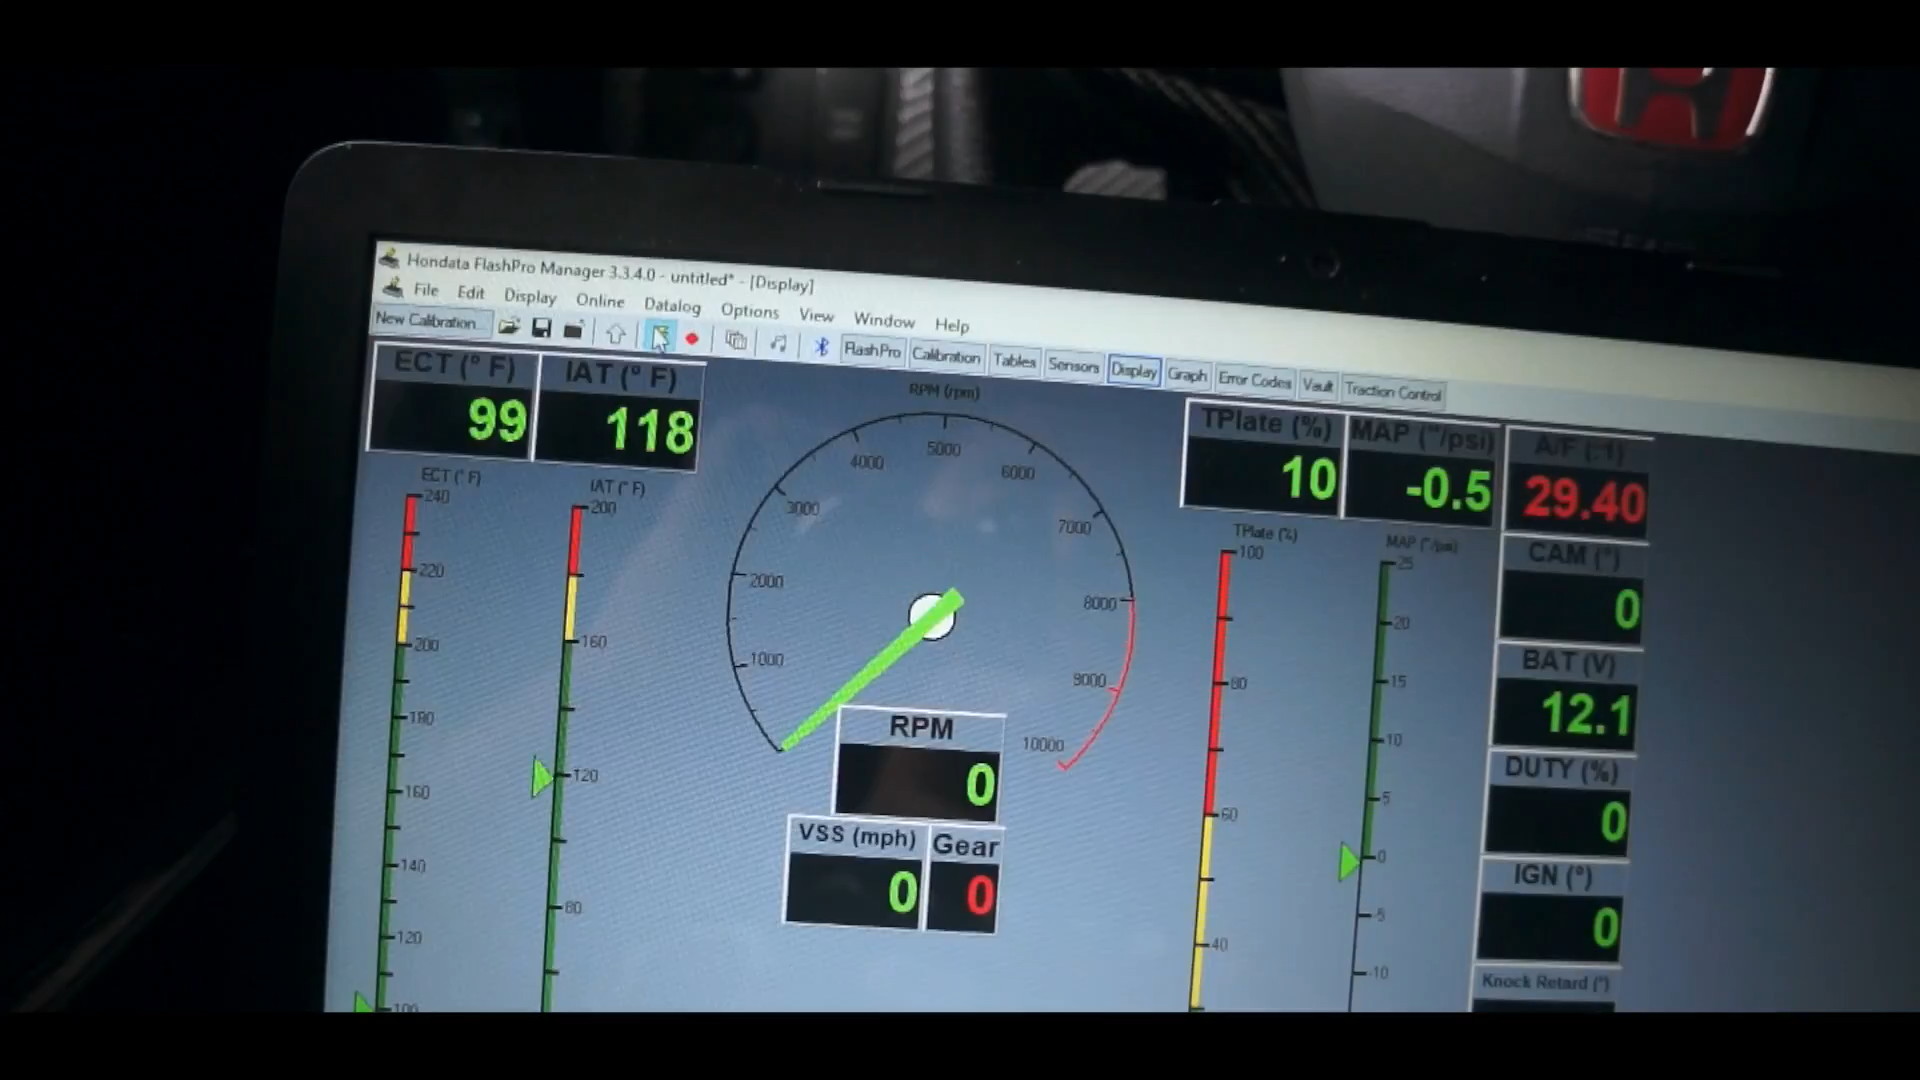 Hondata FlashPro Manager 3.3.4.0 - untitled* - [Display]
File Edit Display Online Datalog Options View Window Help
New Calibration...
FlashPro Calibration Tables Sensors Display Graph Error Codes Vault Traction Control
ECT (° F) IAT (° F)
99 118
ECT (° F)
240
220
200
180
160
140
120
100
IAT (° F)
200
160
120
80
RPM (rpm)
1000
2000
3000
4000
5000
6000
7000
8000
9000
10000
RPM
0
VSS (mph) Gear
0 0
TPlate (%) MAP ("/psi) A/F (:1)
10 -0.5 29.40
TPlate (%)
100
80
60
40
MAP ("/psi)
25
20
15
10
5
0
-5
-10
CAM (°)
0
BAT (V)
12.1
DUTY (%)
0
IGN (°)
0
Knock Retard (°)